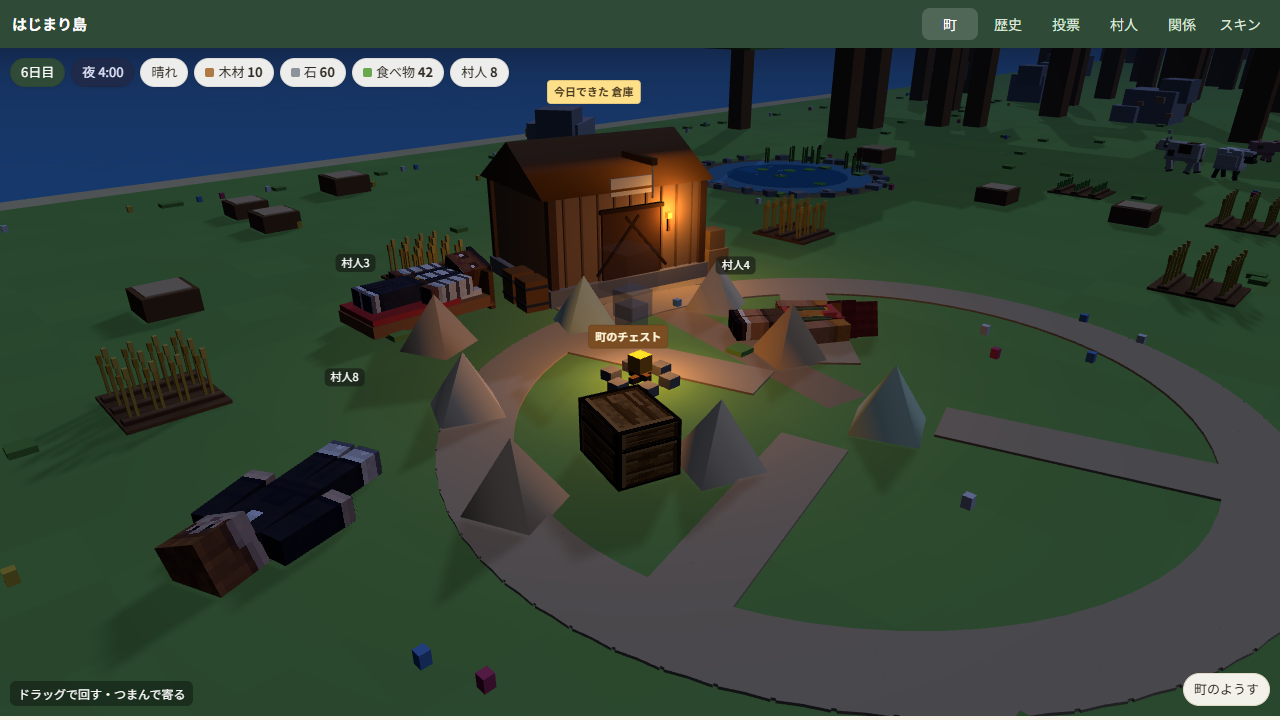 はじまり島
町 歴史 投票 村人 関係 スキン
6日目 夜 4:00 晴れ 木材 10 石 60 食べ物 42 村人 8
今日できた 倉庫
村人3
村人4
町のチェスト
村人8
ドラッグで回す・つまんで寄る
町のようす